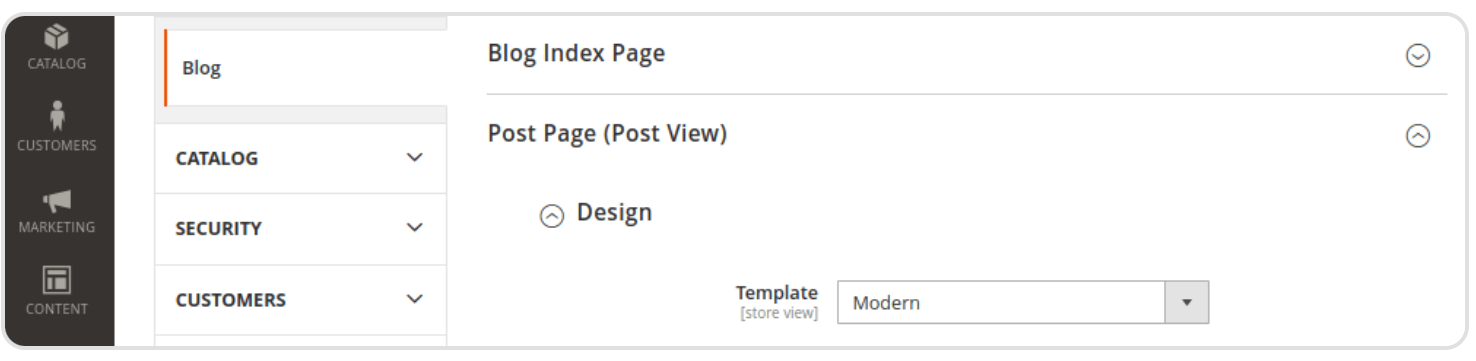 CATALOG
CUSTOMERS
MARKETING
CONTENT
Blog
CATALOG
SECURITY
CUSTOMERS
Blog Index Page
Post Page (Post View)
Design
Template
[store view]
Modern